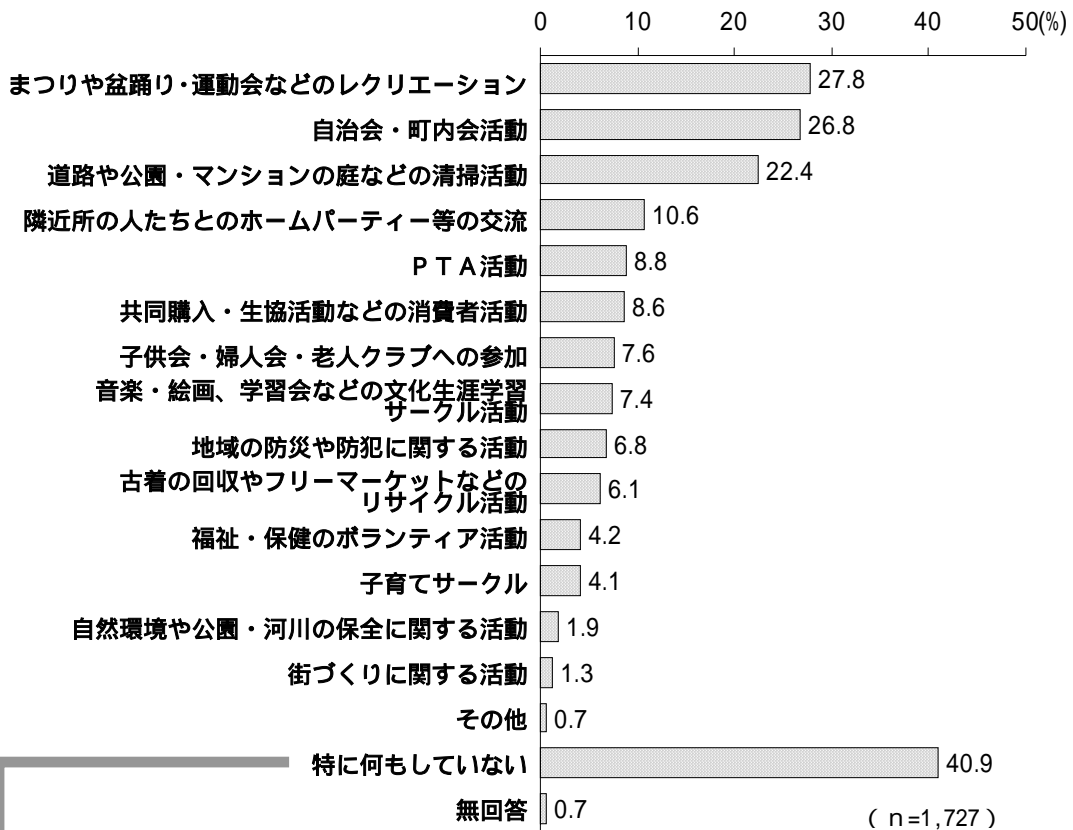 0 10 20 30 40 50(%)
まつりや盆踊り・運動会などのレクリエーション 27.8
自治会・町内会活動 26.8
道路や公園・マンションの庭などの清掃活動 22.4
隣近所の人たちとのホームパーティー等の交流 10.6
ＰＴＡ活動 8.8
共同購入・生協活動などの消費者活動 8.6
子供会・婦人会・老人クラブへの参加 7.6
音楽・絵画、学習会などの文化生涯学習
サークル活動 7.4
地域の防災や防犯に関する活動 6.8
古着の回収やフリーマーケットなどの
リサイクル活動 6.1
福祉・保健のボランティア活動 4.2
子育てサークル 4.1
自然環境や公園・河川の保全に関する活動 1.9
街づくりに関する活動 1.3
その他 0.7
特に何もしていない 40.9
無回答 0.7
( n=1,727 )